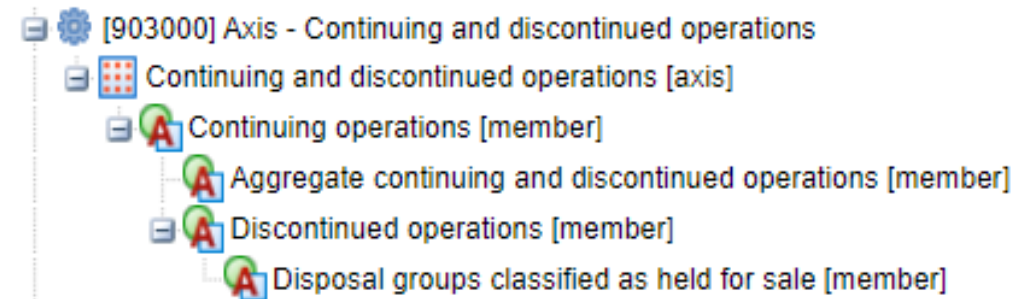 [903000] Axis - Continuing and discontinued operations
Continuing and discontinued operations [axis]
Continuing operations [member]
Aggregate continuing and discontinued operations [member]
Discontinued operations [member]
Disposal groups classified as held for sale [member]